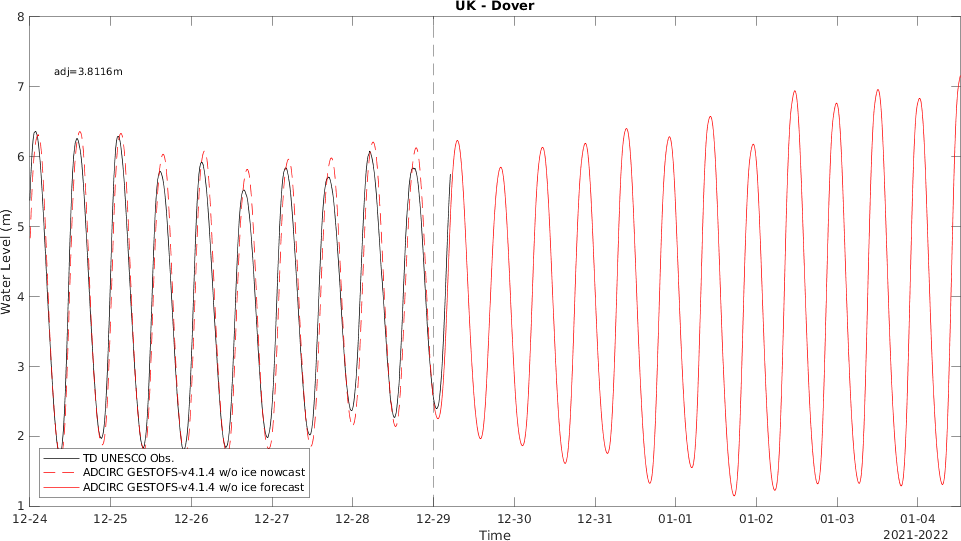 UK - Dover
adj=3.8116m
8
7
6
5
4
3
2
1
Water Level (m)
TD UNESCO Obs.
ADCIRC GESTOFS-v4.1.4 w/o ice nowcast
ADCIRC GESTOFS-v4.1.4 w/o ice forecast
12-24 12-25 12-26 12-27 12-28 12-29 12-30 12-31 01-01 01-02 01-03 01-04
Time
2021-2022